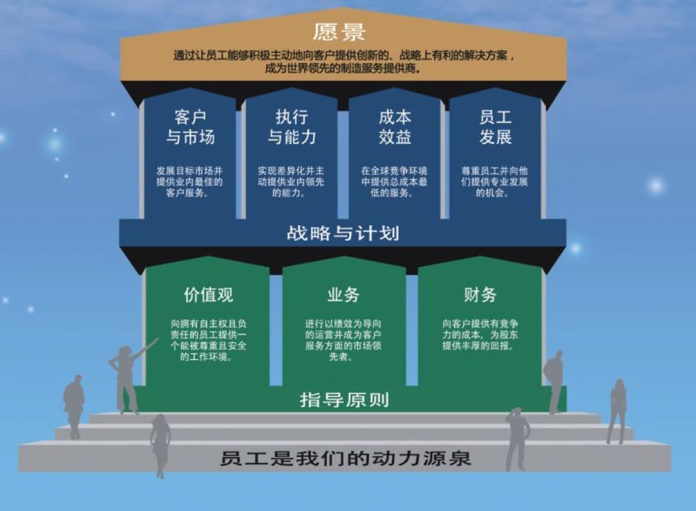 愿景
通过让员工能够积极主动地向客户提供创新的、战略上有利的解决方案，
成为世界领先的制造服务提供商。
客户
与市场
发展目标市场并
提供业内最佳的
客户服务。
执行
与能力
实现差异化并主
动提供业内领先
的能力。
成本
效益
在全球竞争环境
中提供总成本最
低的服务。
员工
发展
尊重员工并向他
们提供专业发展
的机会。
战略与计划
价值观
向拥有自主权且负
责任的员工提供一
个能被尊重且安全
的工作环境。
业务
进行以绩效为导向
的运营并成为客户
服务方面的市场领
先者。
财务
向客户提供有竞争
力的成本，为股东
提供丰厚的回报。
指导原则
员工是我们的动力源泉